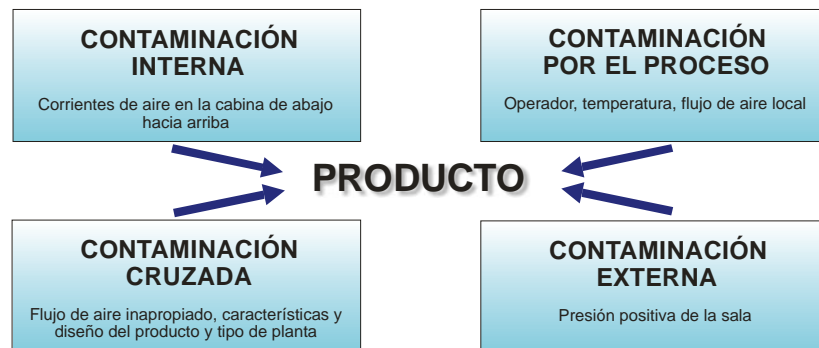 CONTAMINACIÓN
INTERNA
Corrientes de aire en la cabina de abajo
hacia arriba
CONTAMINACIÓN
POR EL PROCESO
Operador, temperatura, flujo de aire local
PRODUCTO
CONTAMINACIÓN
CRUZADA
Flujo de aire inapropiado, características y
diseño del producto y tipo de planta
CONTAMINACIÓN
EXTERNA
Presión positiva de la sala